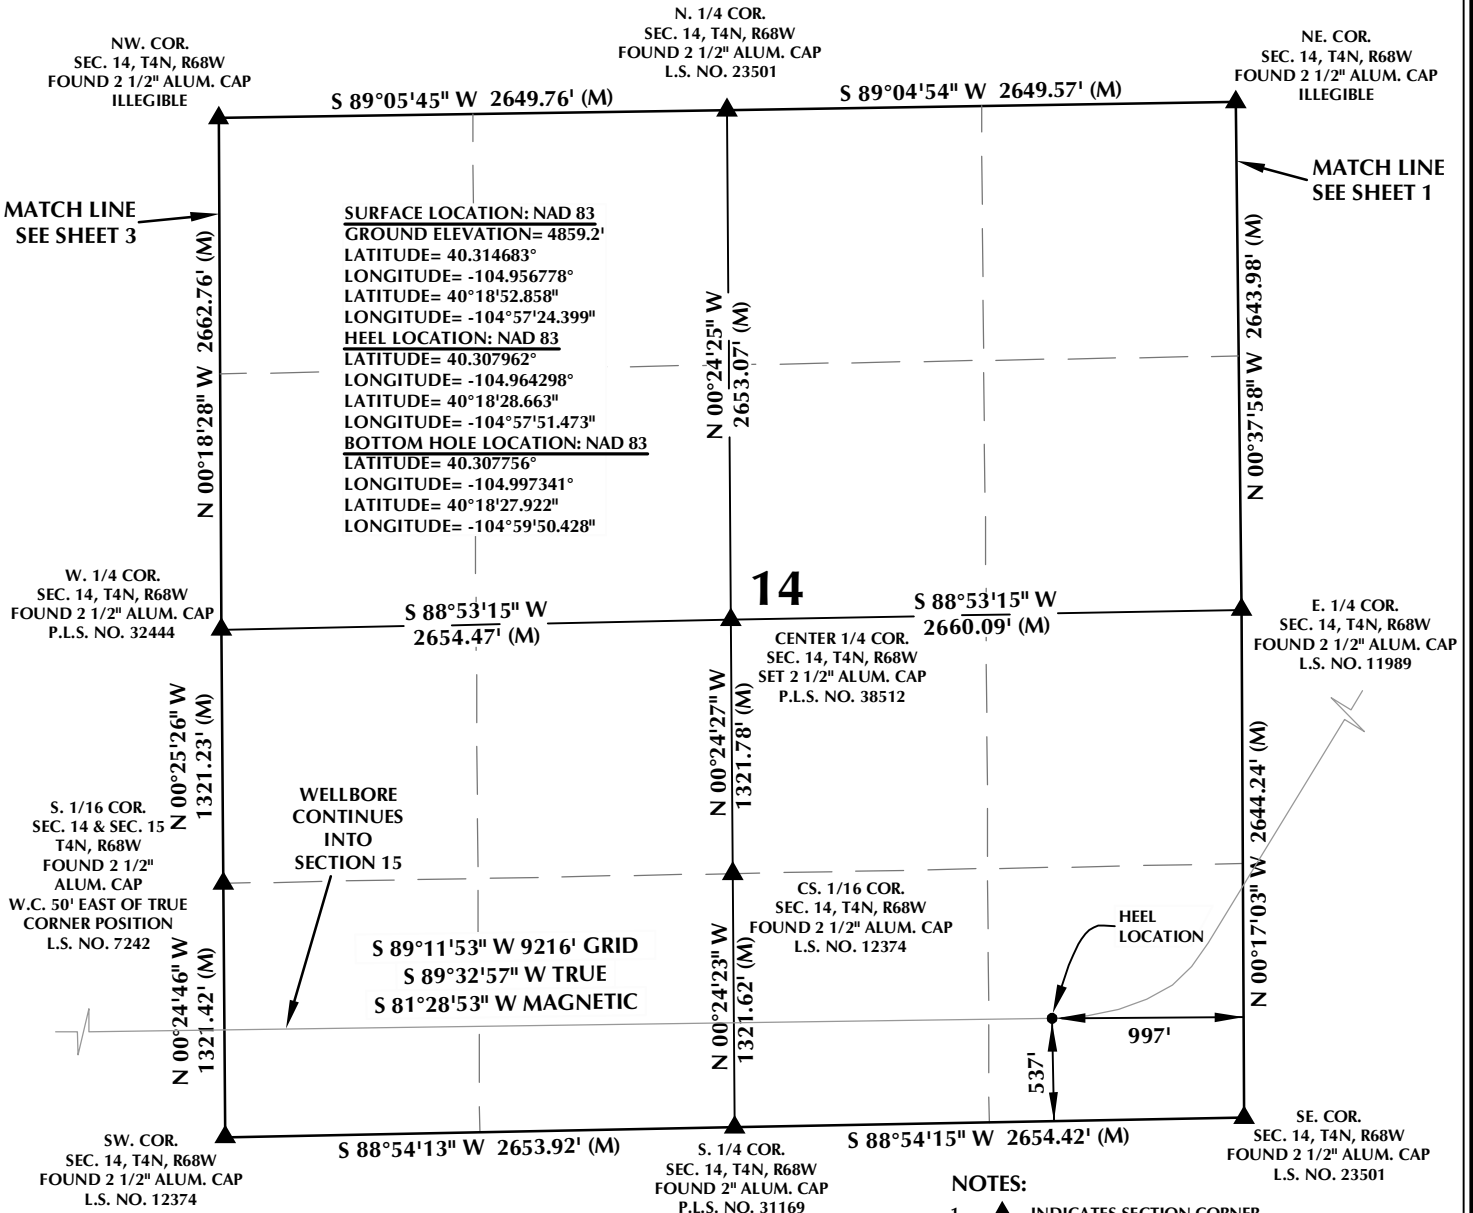 N. 1/4 COR.
SEC. 14, T4N, R68W
FOUND 2 1/2" ALUM. CAP
L.S. NO. 23501
NW. COR.
SEC. 14, T4N, R68W
FOUND 2 1/2" ALUM. CAP
ILLEGIBLE
NE. COR.
SEC. 14, T4N, R68W
FOUND 2 1/2" ALUM. CAP
ILLEGIBLE
S 89°05'45" W 2649.76' (M)
S 89°04'54" W 2649.57' (M)
MATCH LINE
SEE SHEET 3
MATCH LINE
SEE SHEET 1
SURFACE LOCATION: NAD 83
GROUND ELEVATION= 4859.2'
LATITUDE= 40.314683°
LONGITUDE= -104.956778°
LATITUDE= 40°18'52.858"
LONGITUDE= -104°57'24.399"
HEEL LOCATION: NAD 83
LATITUDE= 40.307962°
LONGITUDE= -104.964298°
LATITUDE= 40°18'28.663"
LONGITUDE= -104°57'51.473"
BOTTOM HOLE LOCATION: NAD 83
LATITUDE= 40.307756°
LONGITUDE= -104.997341°
LATITUDE= 40°18'27.922"
LONGITUDE= -104°59'50.428"
N 00°18'28" W 2662.76' (M)
N 00°24'25" W
2653.07' (M)
N 00°37'58" W 2643.98' (M)
W. 1/4 COR.
SEC. 14, T4N, R68W
FOUND 2 1/2" ALUM. CAP
P.L.S. NO. 32444
S 88°53'15" W
2654.47' (M)
14
S 88°53'15" W
2660.09' (M)
CENTER 1/4 COR.
SEC. 14, T4N, R68W
SET 2 1/2" ALUM. CAP
P.L.S. NO. 38512
E. 1/4 COR.
SEC. 14, T4N, R68W
FOUND 2 1/2" ALUM. CAP
L.S. NO. 11989
N 00°25'26" W
1321.23' (M)
N 00°24'27" W
1321.78' (M)
N 00°17'03" W 2644.24' (M)
S. 1/16 COR.
SEC. 14 & SEC. 15
T4N, R68W
FOUND 2 1/2"
ALUM. CAP
W.C. 50' EAST OF TRUE
CORNER POSITION
L.S. NO. 7242
WELLBORE
CONTINUES
INTO
SECTION 15
CS. 1/16 COR.
SEC. 14, T4N, R68W
FOUND 2 1/2" ALUM. CAP
L.S. NO. 12374
HEEL
LOCATION
S 89°11'53" W 9216' GRID
S 89°32'57" W TRUE
S 81°28'53" W MAGNETIC
N 00°24'46" W
1321.42' (M)
N 00°24'23" W
1321.62' (M)
997'
537'
SW. COR.
SEC. 14, T4N, R68W
FOUND 2 1/2" ALUM. CAP
L.S. NO. 12374
S 88°54'13" W 2653.92' (M)
S. 1/4 COR.
SEC. 14, T4N, R68W
FOUND 2" ALUM. CAP
P.L.S. NO. 31169
S 88°54'15" W 2654.42' (M)
SE. COR.
SEC. 14, T4N, R68W
FOUND 2 1/2" ALUM. CAP
L.S. NO. 23501
NOTES:
1. ▲ INDICATES SECTION CORNER